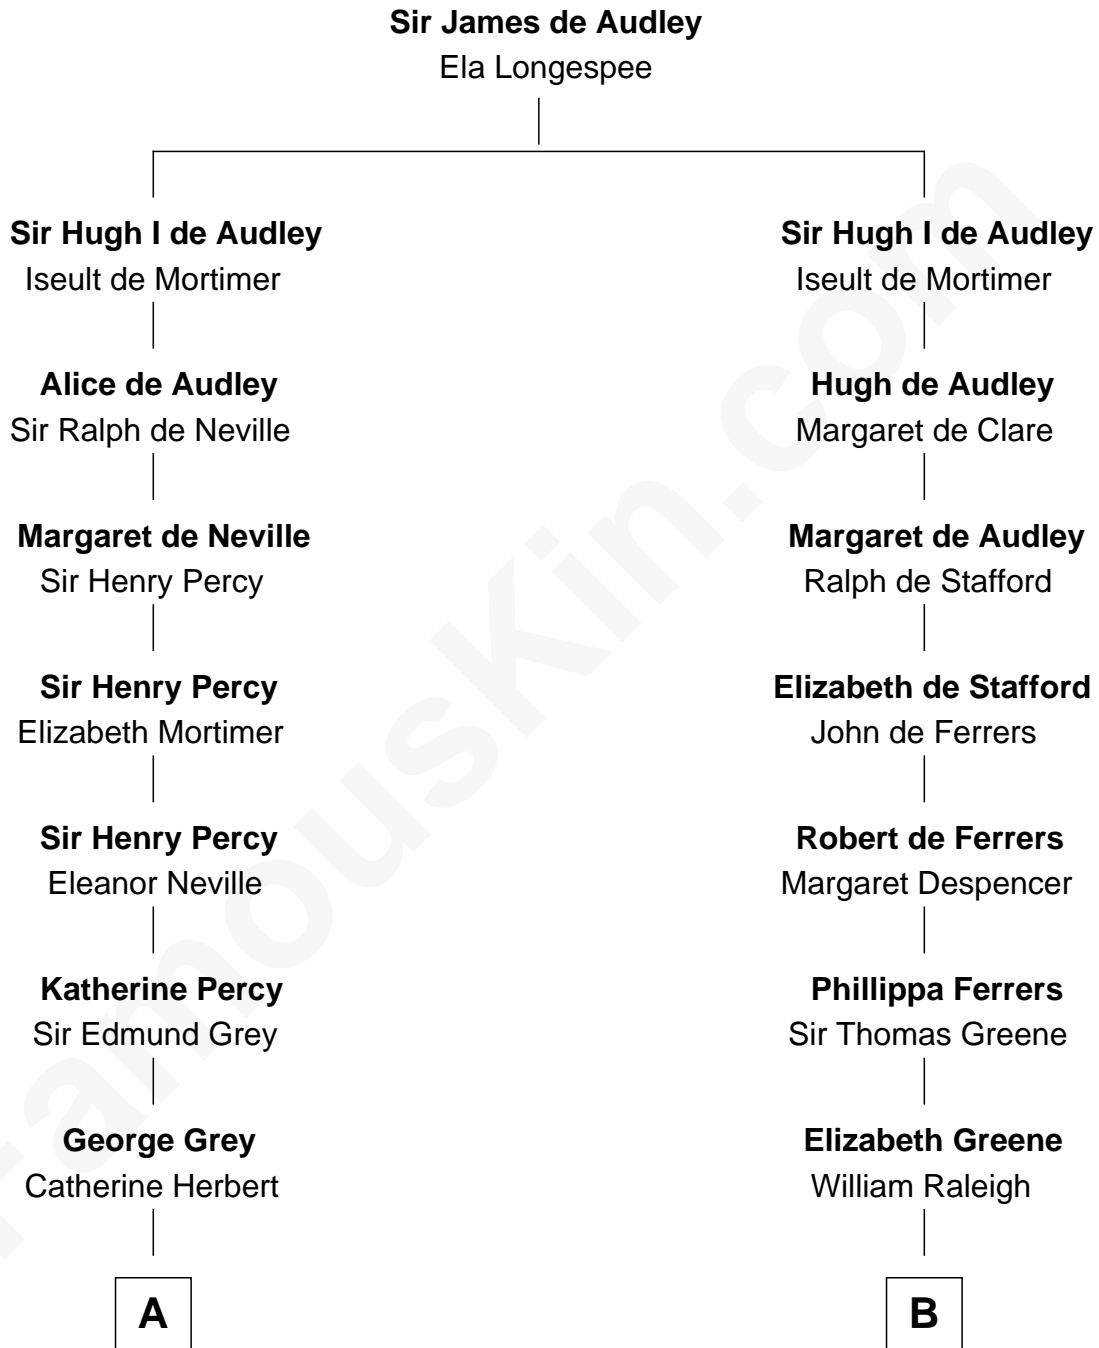 Sir James de Audley
Ela Longespee
Sir Hugh I de Audley
Iseult de Mortimer
Sir Hugh I de Audley
Iseult de Mortimer
Alice de Audley
Sir Ralph de Neville
Hugh de Audley
Margaret de Clare
Margaret de Neville
Sir Henry Percy
Margaret de Audley
Ralph de Stafford
Sir Henry Percy
Elizabeth Mortimer
Elizabeth de Stafford
John de Ferrers
Sir Henry Percy
Eleanor Neville
Robert de Ferrers
Margaret Despencer
Katherine Percy
Sir Edmund Grey
Phillippa Ferrers
Sir Thomas Greene
George Grey
Catherine Herbert
Elizabeth Greene
William Raleigh
A
B
FamousKin.com